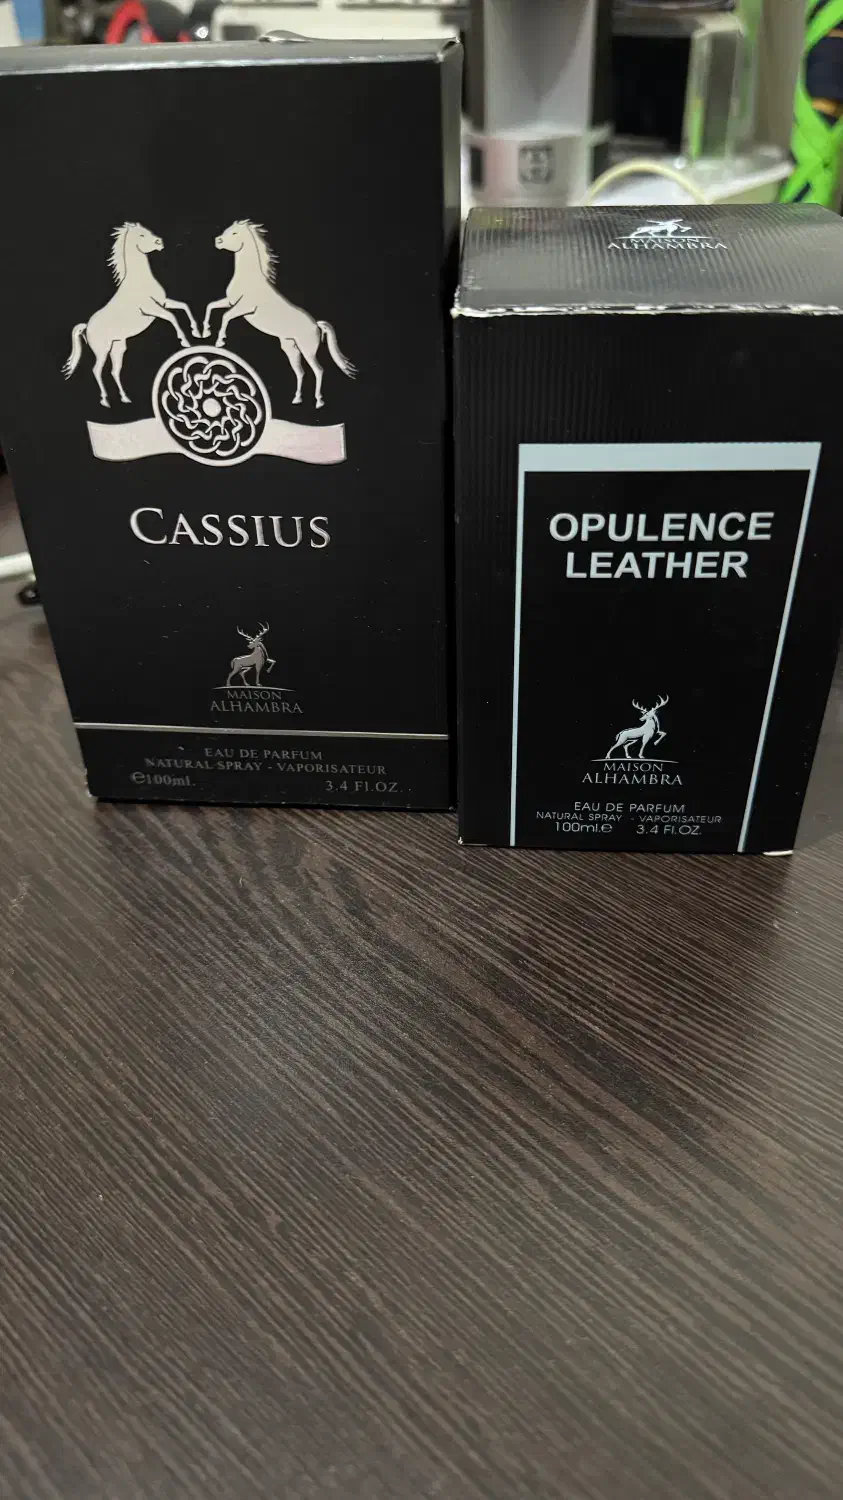 CASSIUS
MAISON
ALHAMBRA
EAU DE PARFUM
NATURAL SPRAY - VAPORISATEUR
℮100ml.
3.4 Fl.OZ.
MAISON
ALHAMBRA
OPULENCE
LEATHER
MAISON
ALHAMBRA
EAU DE PARFUM
NATURAL SPRAY - VAPORISATEUR
100ml.℮ 3.4 Fl.OZ.